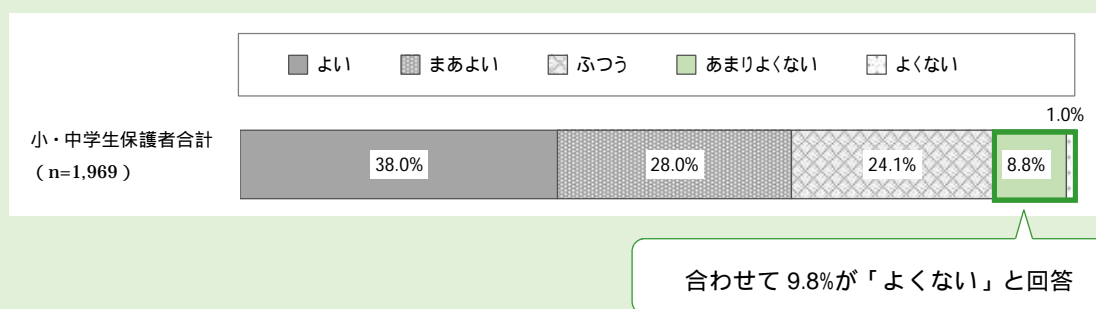 よい まあよい ふつう あまりよくない よくない
1.0%
小・中学生保護者合計
（n=1,969）
38.0% 28.0% 24.1% 8.8%
合わせて 9.8%が「よくない」と回答